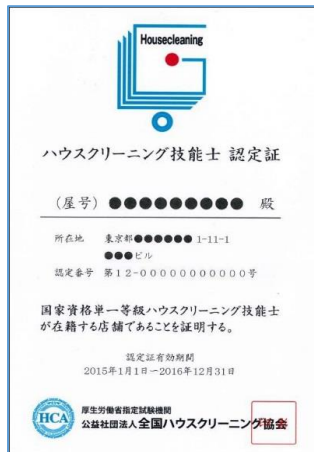 Housecleaning
ハウスクリーニング技能士 認定証
(屋号) ●●●●●●●●● 殿
所在地 東京都●●●●●● 1-11-1
●●●ビル
認定番号 第12-00000000000号
国家資格単一等級ハウスクリーニング技能士
が在籍する店舗であることを証明する。
認定証有効期間
2015年1月1日~2016年12月31日
HCA
厚生労働省指定試験機関
公益社団法人 全国ハウスクリーニング協会